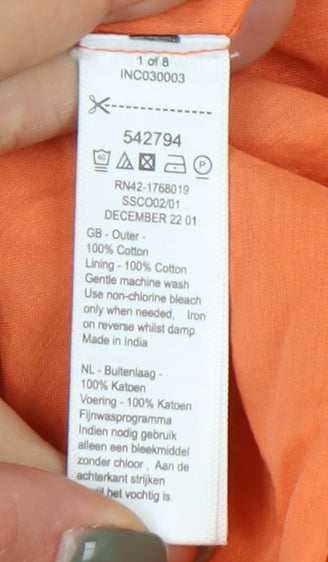 1 of 8
INC030003
542794
40 P
RN42-1768019
SSCO02/01
DECEMBER 22 01
GB - Outer -
100% Cotton
Lining - 100% Cotton
Gentle machine wash
Use non-chlorine bleach
only when needed, Iron
on reverse whilst damp
Made in India
NL - Buitenlaag -
100% Katoen
Voering - 100% Katoen
Fijnwasprogramma
Indien nodig gebruik
alleen een bleekmiddel
zonder chloor , Aan de
achterkant strijken
het vochtig is.